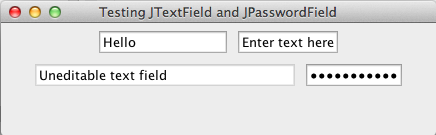 Testing JTextField and JPasswordField
Hello Enter text here
Uneditable text field ●●●●●●●●●●●